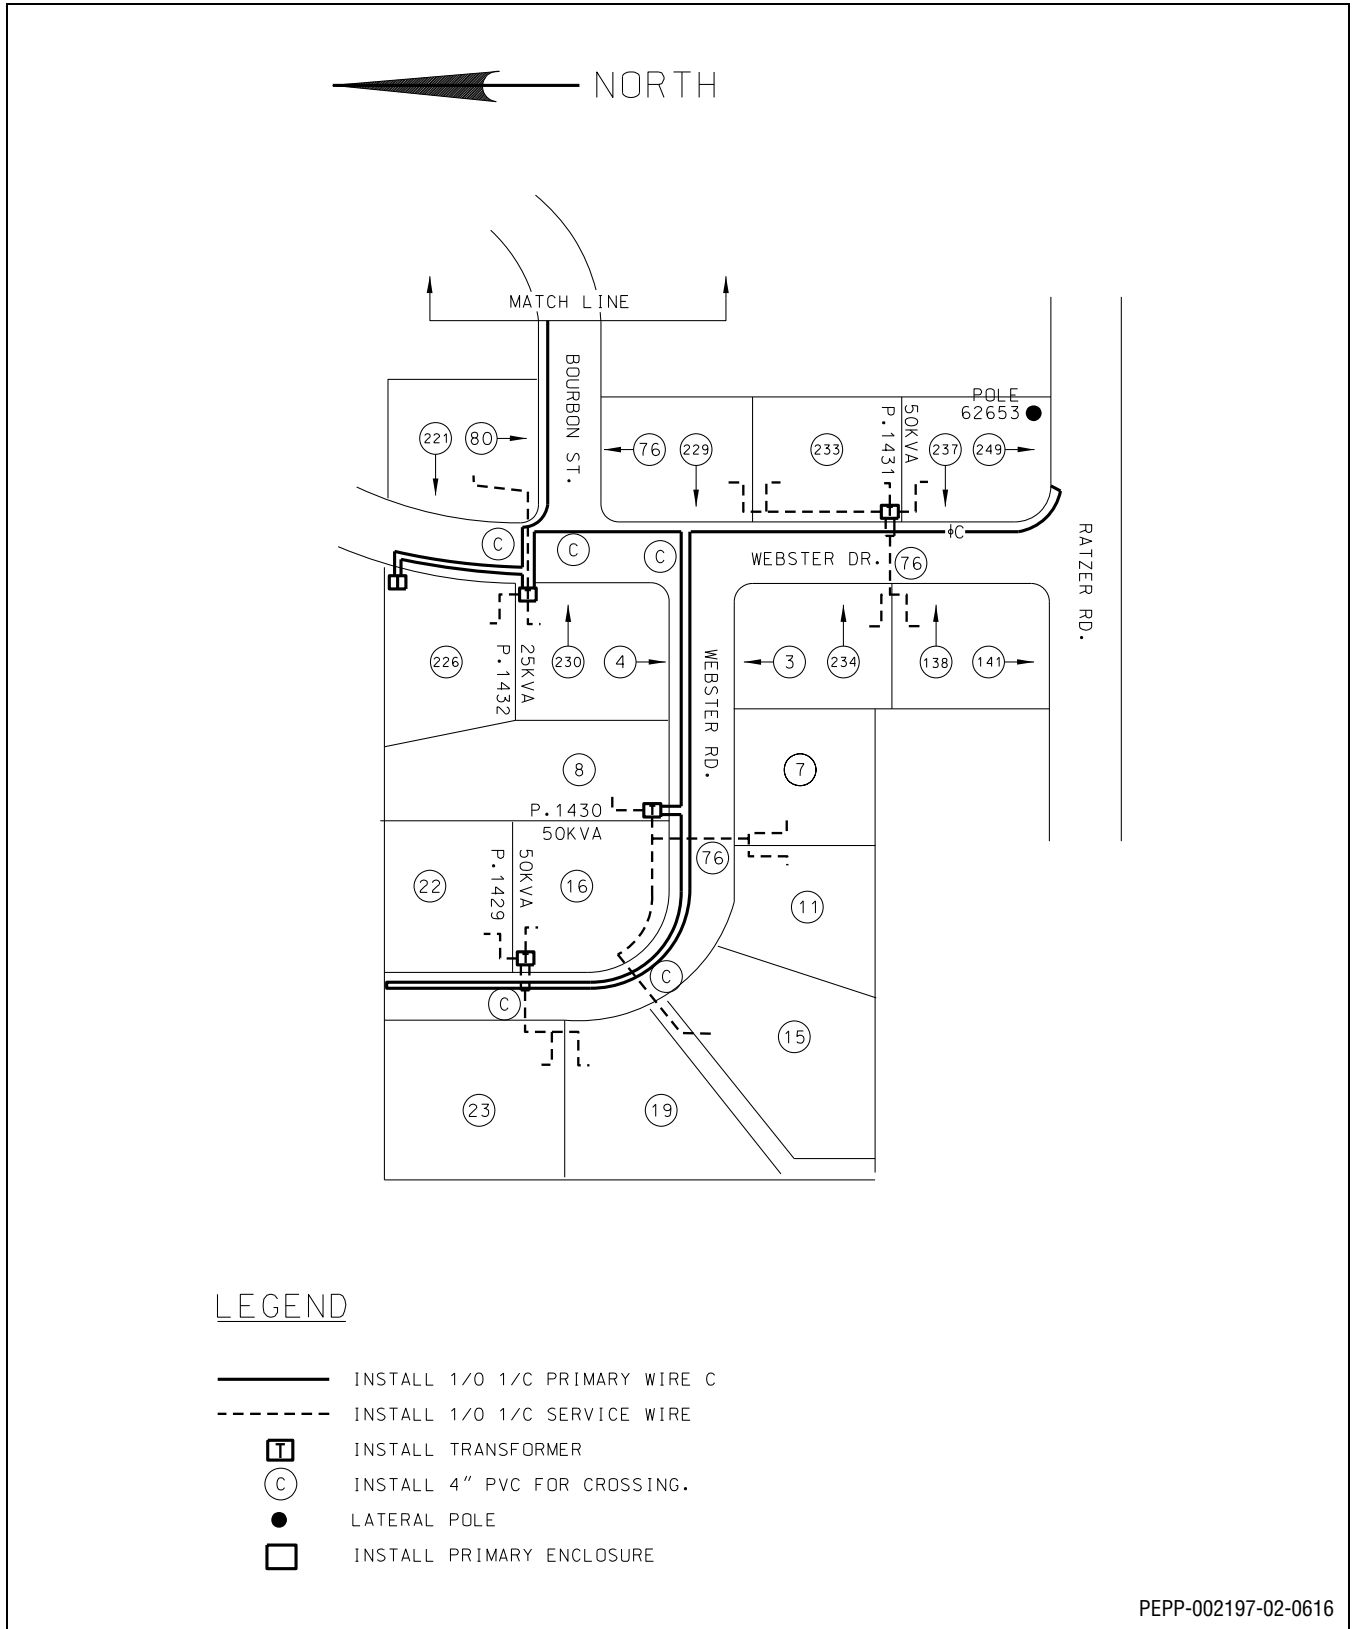 NORTH
MATCH LINE
BOURBON ST.
POLE
62653
50KVA
P.1431
221
80
76
229
233
237
249
C
C
C
¢C
WEBSTER DR.
76
RATZER RD.
226
25KVA
P.1432
230
4
WEBSTER RD.
3
234
138
141
8
7
P.1430
50KVA
76
22
50KVA
P.1429
16
11
C
C
15
23
19
LEGEND
INSTALL 1/0 1/C PRIMARY WIRE C
INSTALL 1/0 1/C SERVICE WIRE
T INSTALL TRANSFORMER
C INSTALL 4" PVC FOR CROSSING.
LATERAL POLE
INSTALL PRIMARY ENCLOSURE
PEPP-002197-02-0616